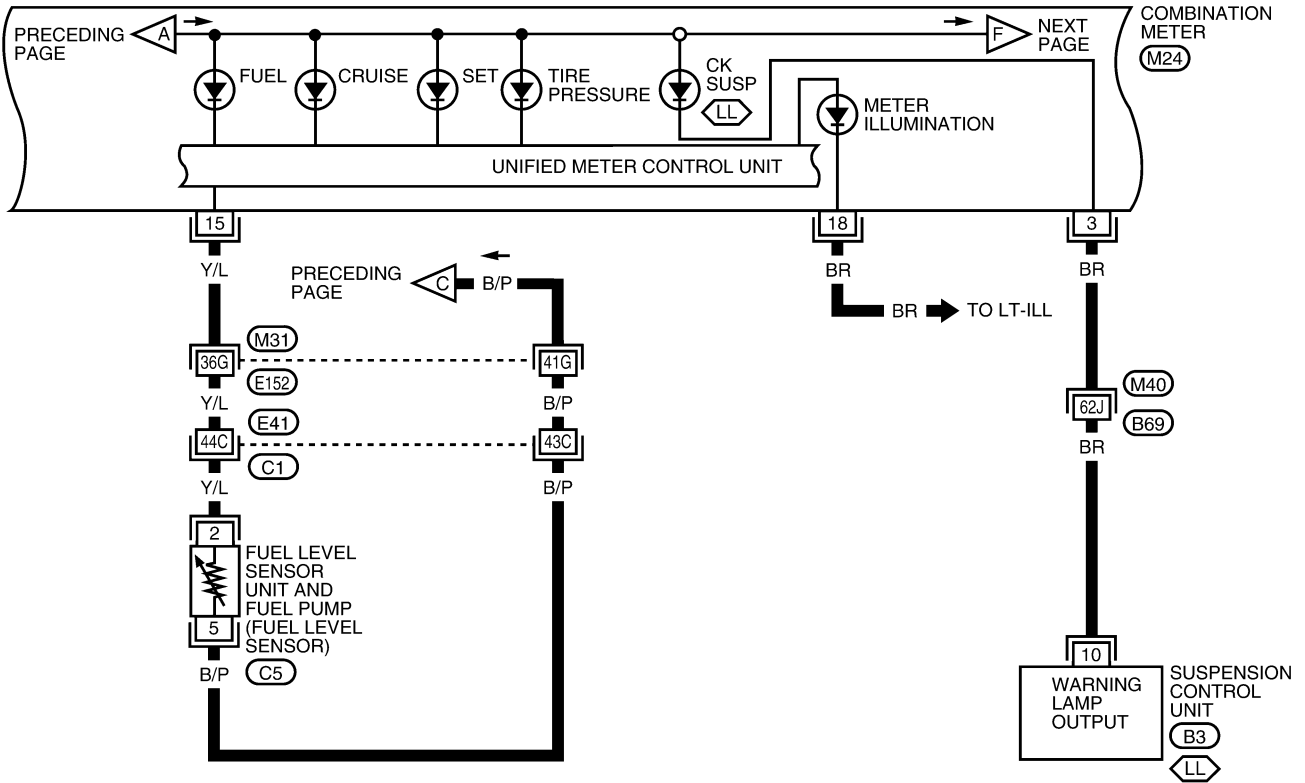 PRECEDING
PAGE
A
F
NEXT
PAGE
COMBINATION
METER
M24
FUEL
CRUISE
SET
TIRE
PRESSURE
CK
SUSP
LL
METER
ILLUMINATION
UNIFIED METER CONTROL UNIT
15
18
3
Y/L
PRECEDING
PAGE
C
B/P
BR
BR
BR
TO LT-ILL
M31
36G
41G
E152
Y/L
B/P
M40
62J
B69
E41
44C
43C
C1
BR
Y/L
B/P
2
FUEL LEVEL
SENSOR
UNIT AND
FUEL PUMP
(FUEL LEVEL
SENSOR)
5
B/P
C5
10
WARNING
LAMP
OUTPUT
SUSPENSION
CONTROL
UNIT
B3
LL